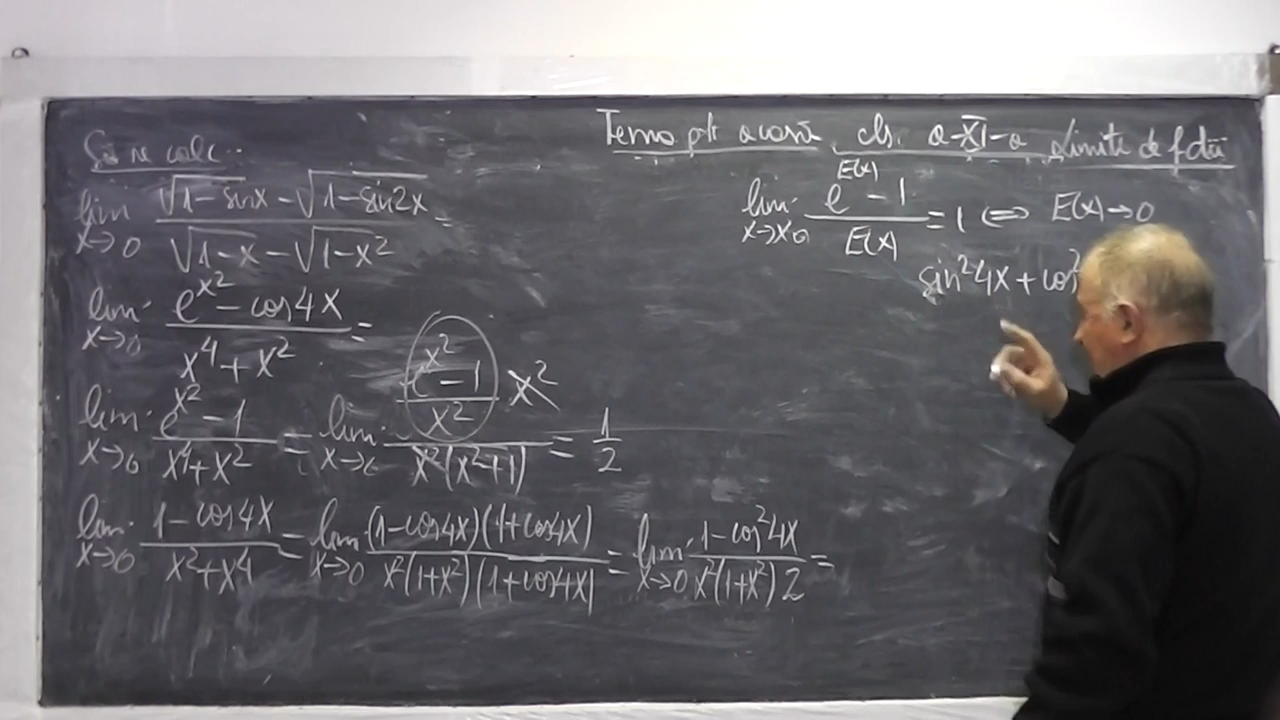 Să se calc..
lim x→0 (√(1-sinx) - √(1-sin2x)) / (√(1-x) - √(1-x²)) =
lim x→0 (e^(x²) - cos4x) / (x⁴+x²) =
lim x→0 (e^(x²) - 1) / (x⁴+x²) = lim x→0 ((e^(x²) - 1)/x² · x²) / (x²(x²+1)) = 1/2
lim x→0 (1-cos4x) / (x²+x⁴) = lim x→0 ((1-cos4x)(1+cos4x)) / (x²(1+x²)(1+cos4x)) = lim x→0 (1-cos²4x) / (x²(1+x²)2) =
Tema ptr acasă cls. a-XI-a Limite de fcții
lim x→x₀ (e^(E(x)) - 1) / E(x) = 1 ⇔ E(x)→0
sin²4x + cos²